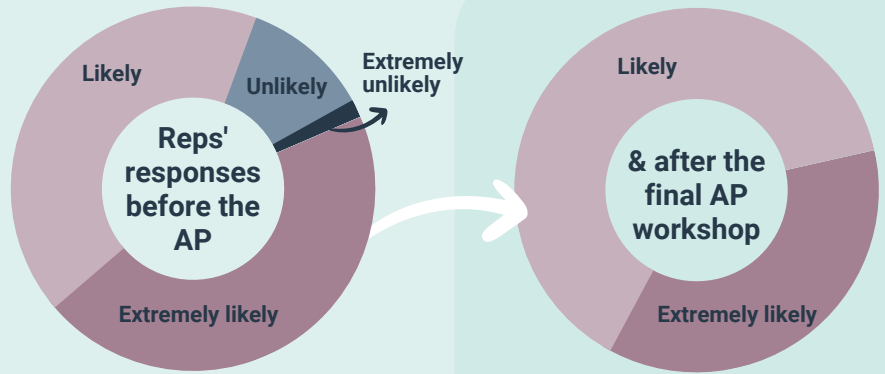 Likely
Unlikely
Extremely
unlikely
Reps'
responses
before the
AP
Extremely likely
Likely
& after the
final AP
workshop
Extremely likely